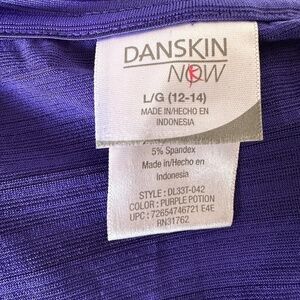 DANSKIN
NOW
L/G (12-14)
MADE IN/HECHO EN
INDONESIA
5% Spandex
Made in/Hecho en
Indonesia
STYLE : DL33T-042
COLOR : PURPLE POTION
UPC : 72654746721 E4E
RN31762